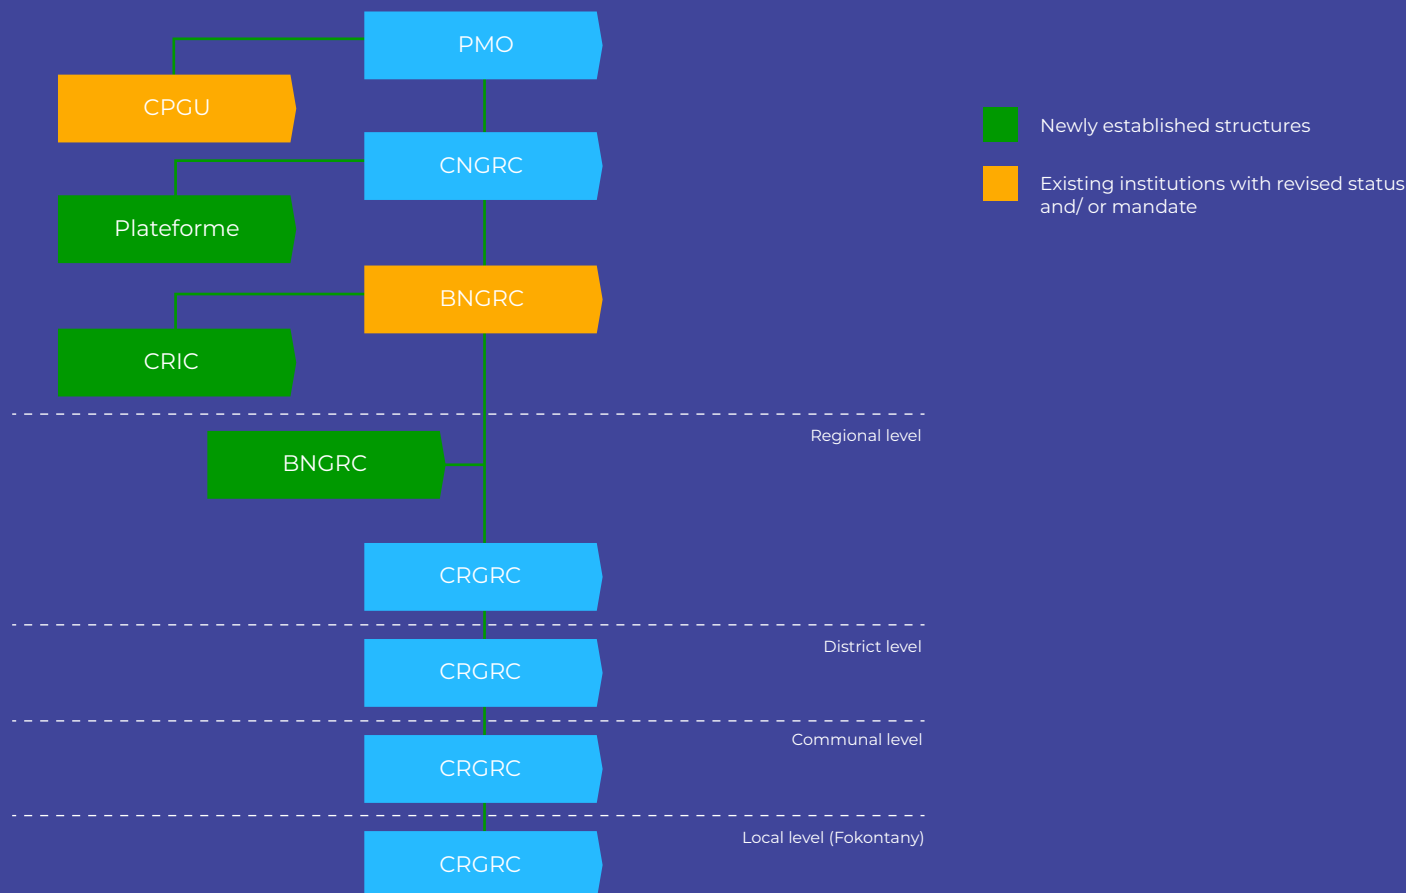 PMO
CPGU
CNGRC
Plateforme
BNGRC
CRIC
Newly established structures
Existing institutions with revised status
and/ or mandate
Regional level
BNGRC
CRGRC
District level
CRGRC
Communal level
CRGRC
Local level (Fokontany)
CRGRC